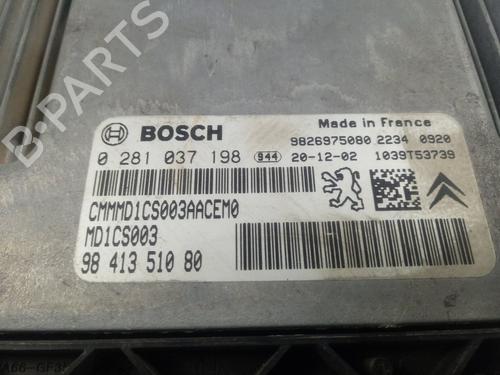 B-PARTS
Made in France
BOSCH
9826975080 2234 0920
0 281 037 198 944 20-12-02 1039T53739
CMMMD1CS003AACEM0
MD1CS003
98 413 510 80